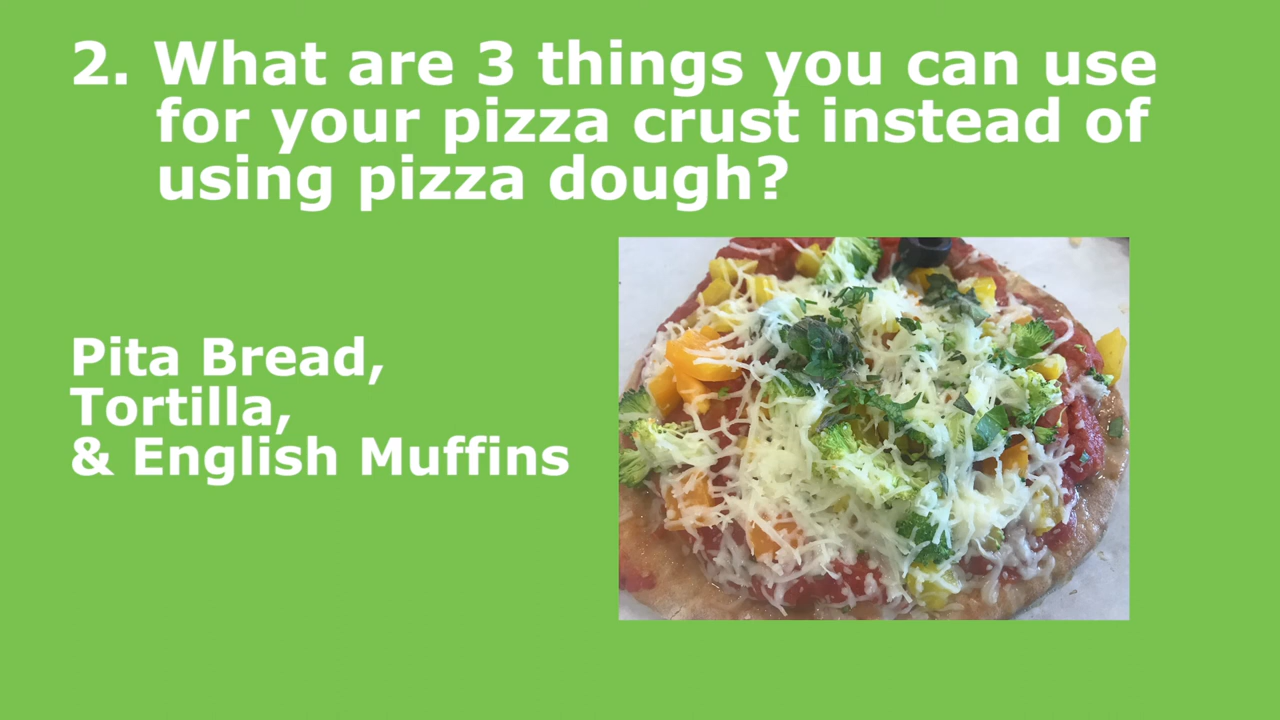 2. What are 3 things you can use
for your pizza crust instead of
using pizza dough?
Pita Bread,
Tortilla,
& English Muffins